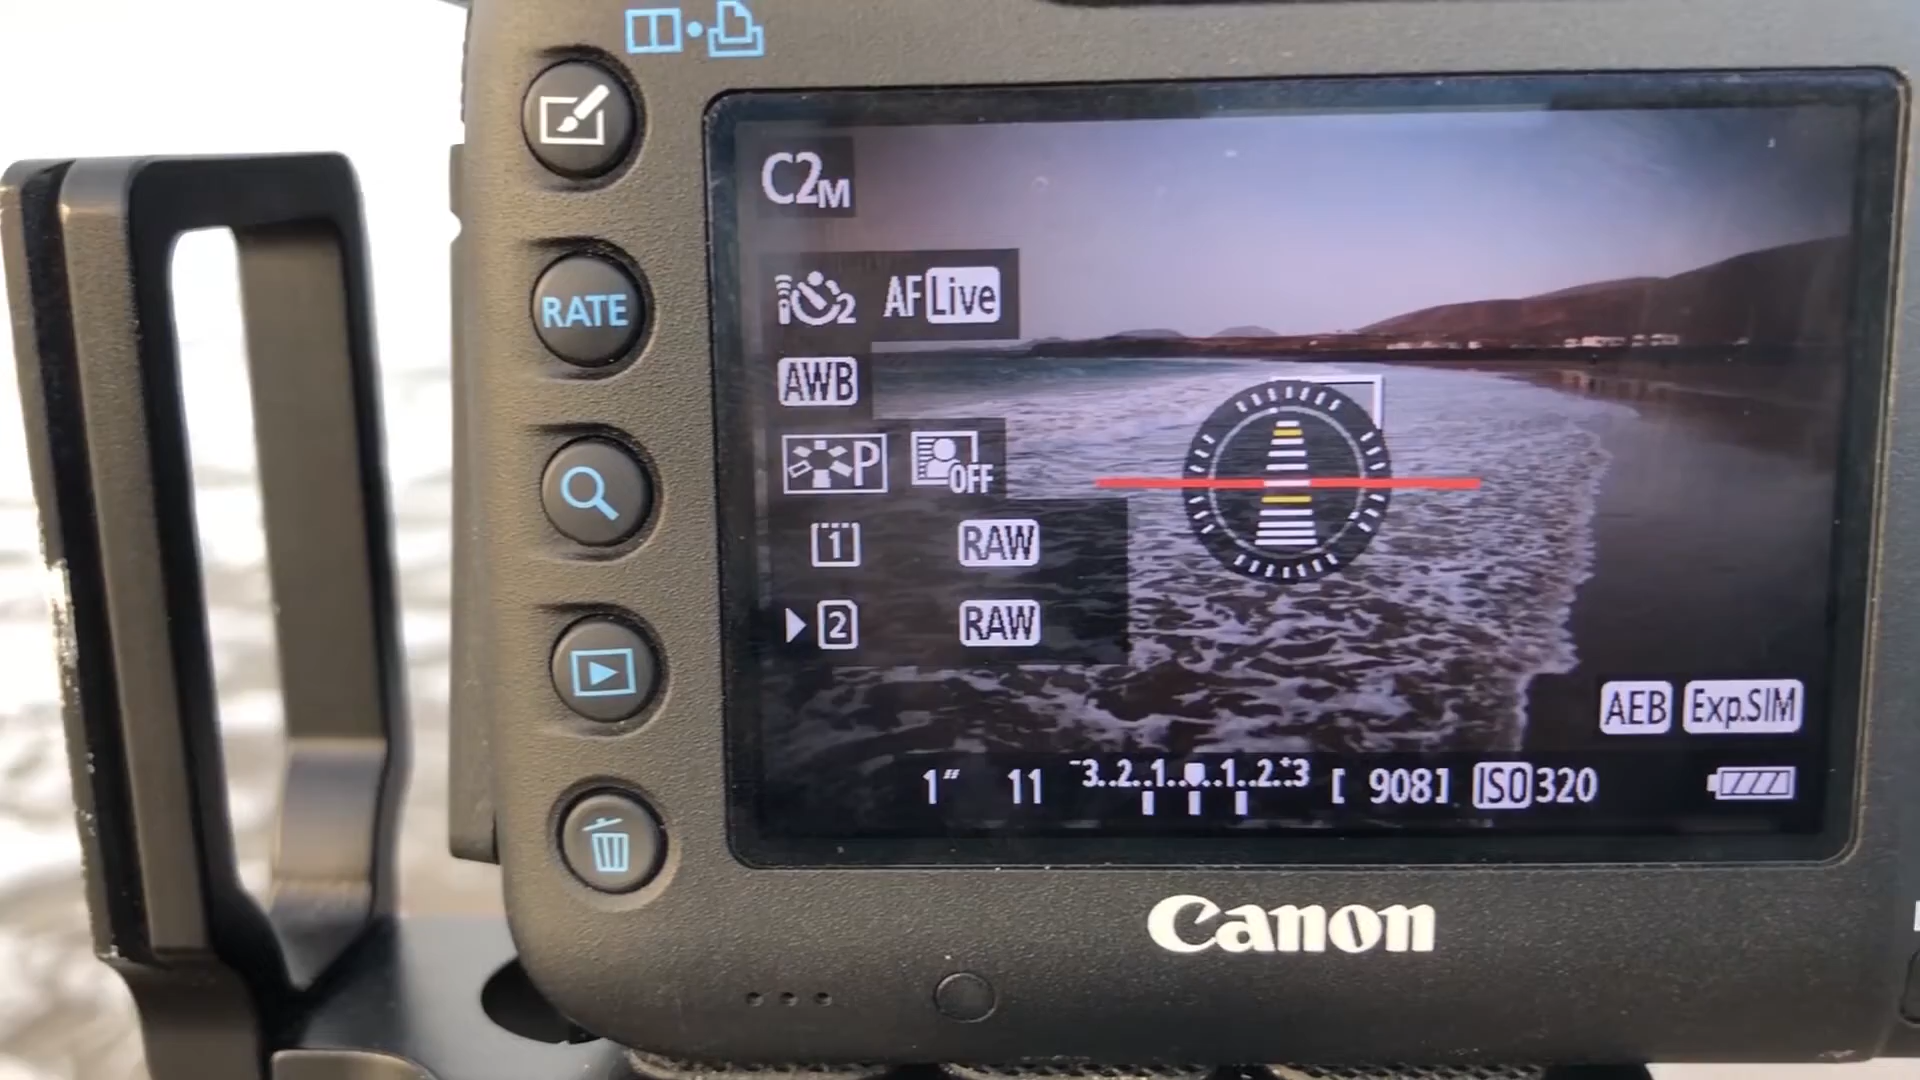 C2M
RATE
2 AF Live
AWB
P OFF
1 RAW
2 RAW
AEB Exp.SIM
1" 11 -3..2..1..0..1..2..+3 [ 908] ISO 320
Canon